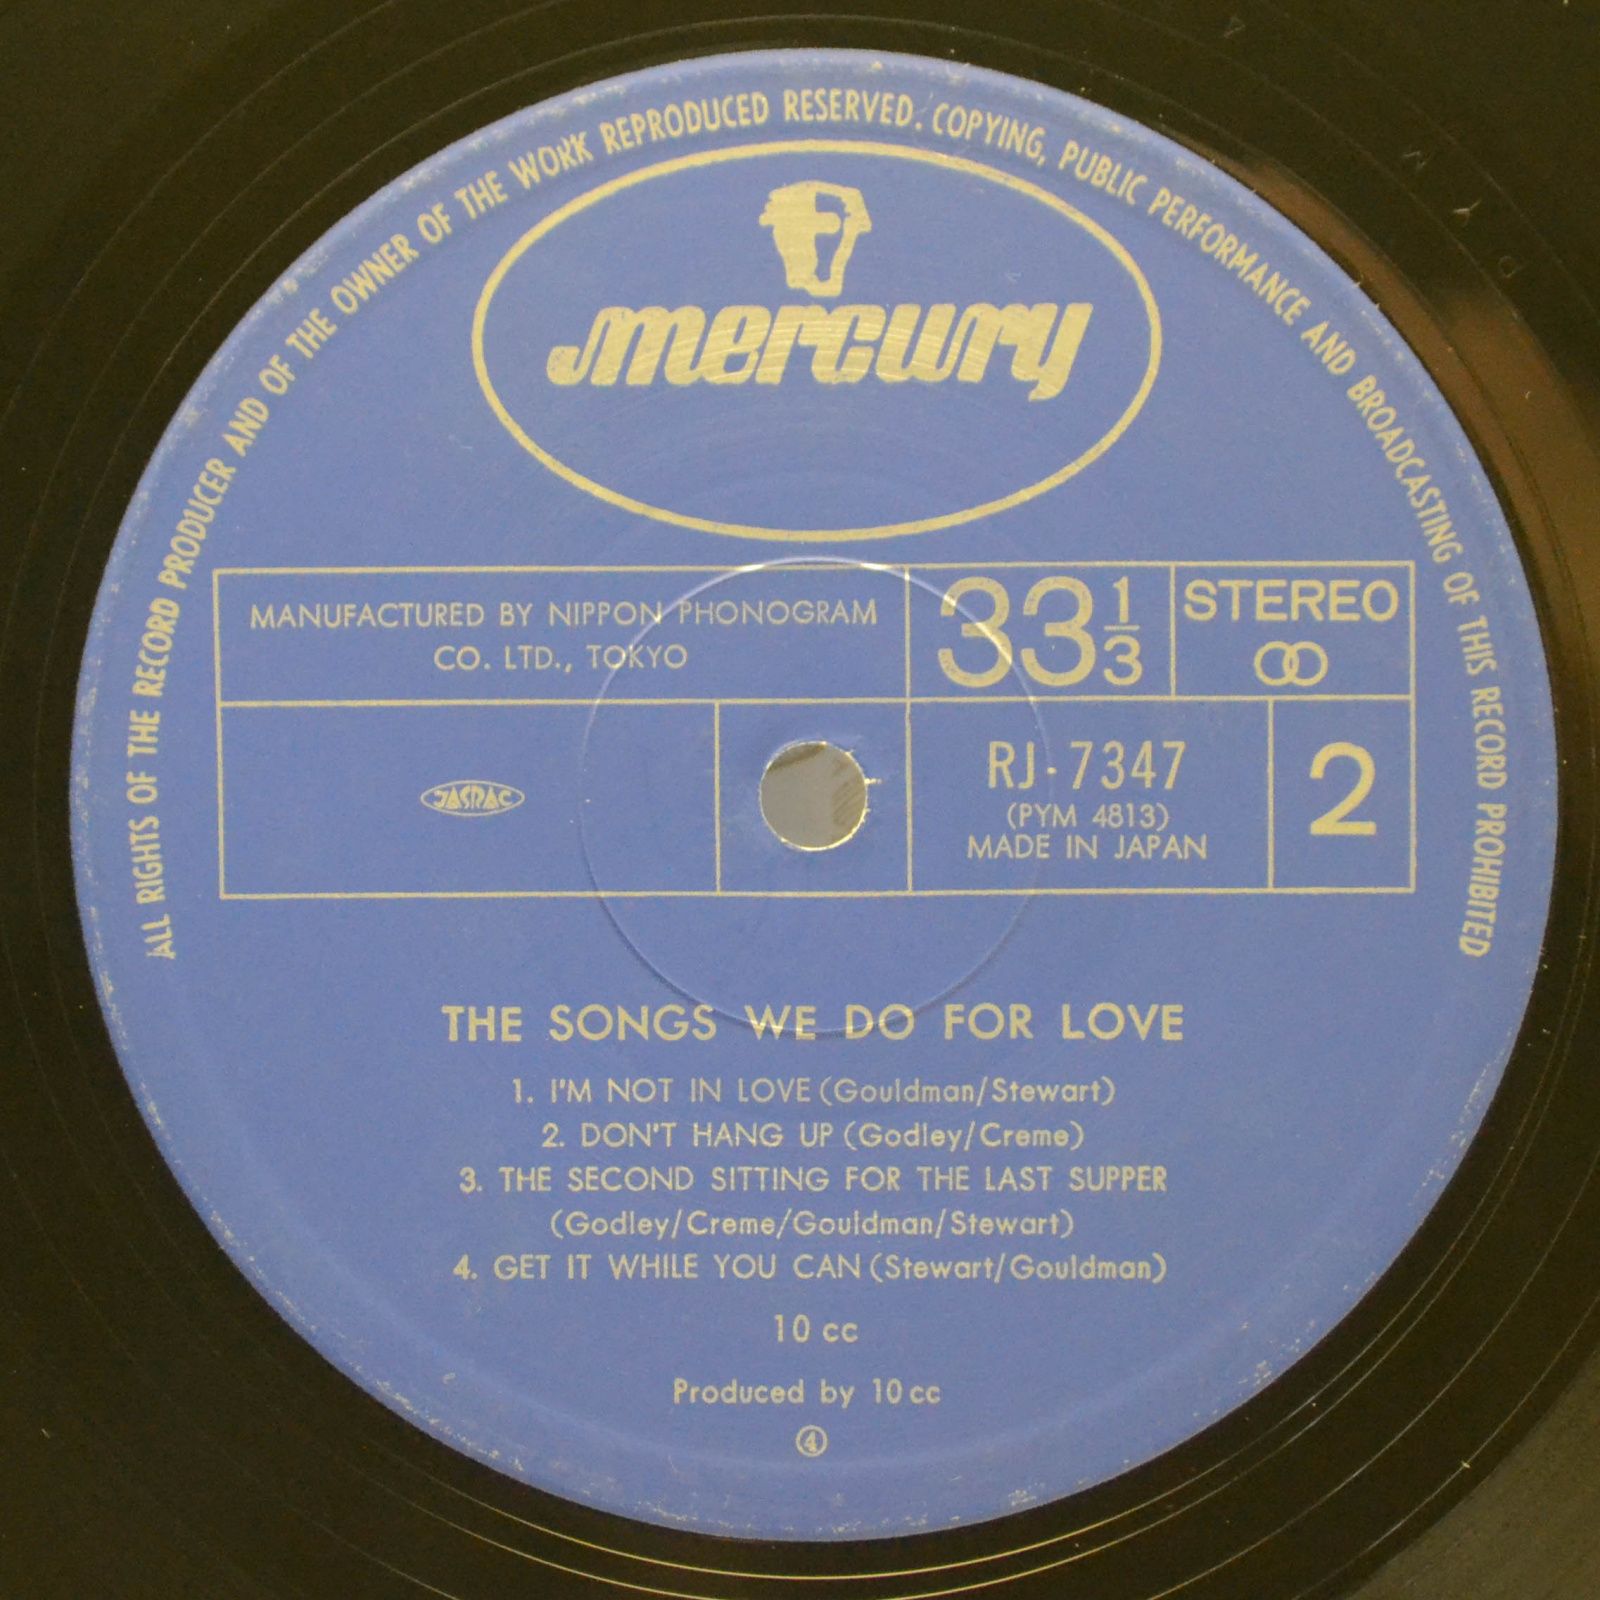 ALL RIGHTS OF THE RECORD PRODUCER AND OF THE OWNER OF THE WORK REPRODUCED RESERVED. COPYING, PUBLIC PERFORMANCE AND BROADCASTING OF THIS RECORD PROHIBITED
mercury
MANUFACTURED BY NIPPON PHONOGRAM
CO. LTD., TOKYO
33 1/3
STEREO
JASRAC
RJ-7347
(PYM 4813)
MADE IN JAPAN
2
THE SONGS WE DO FOR LOVE
1. I'M NOT IN LOVE (Gouldman/Stewart)
2. DON'T HANG UP (Godley/Creme)
3. THE SECOND SITTING FOR THE LAST SUPPER
(Godley/Creme/Gouldman/Stewart)
4. GET IT WHILE YOU CAN (Stewart/Gouldman)
10 cc
Produced by 10 cc
④